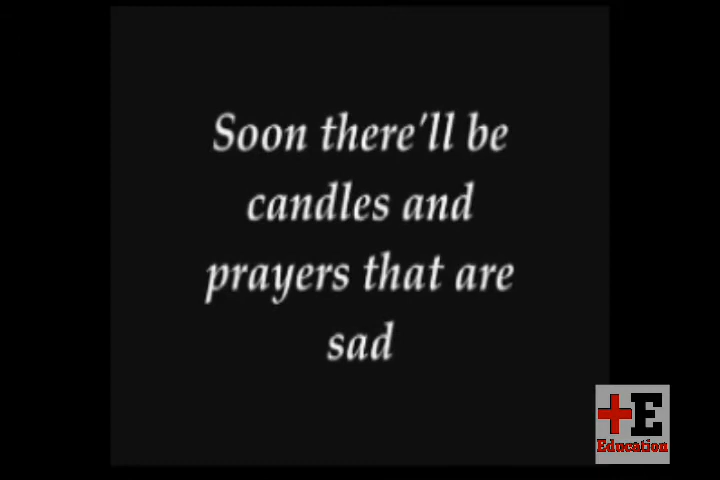 Soon there'll be
candles and
prayers that are
sad
+E
Education